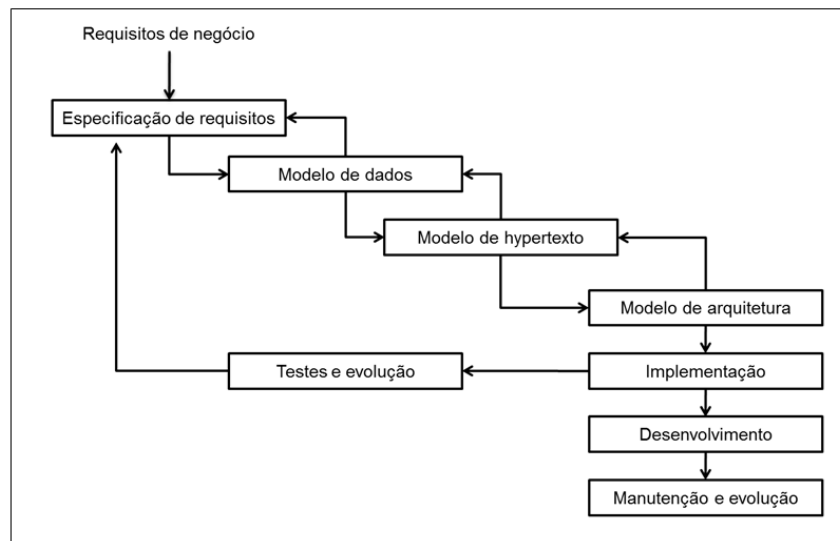 Requisitos de negócio
Especificação de requisitos
Modelo de dados
Modelo de hypertexto
Modelo de arquitetura
Testes e evolução
Implementação
Desenvolvimento
Manutenção e evolução